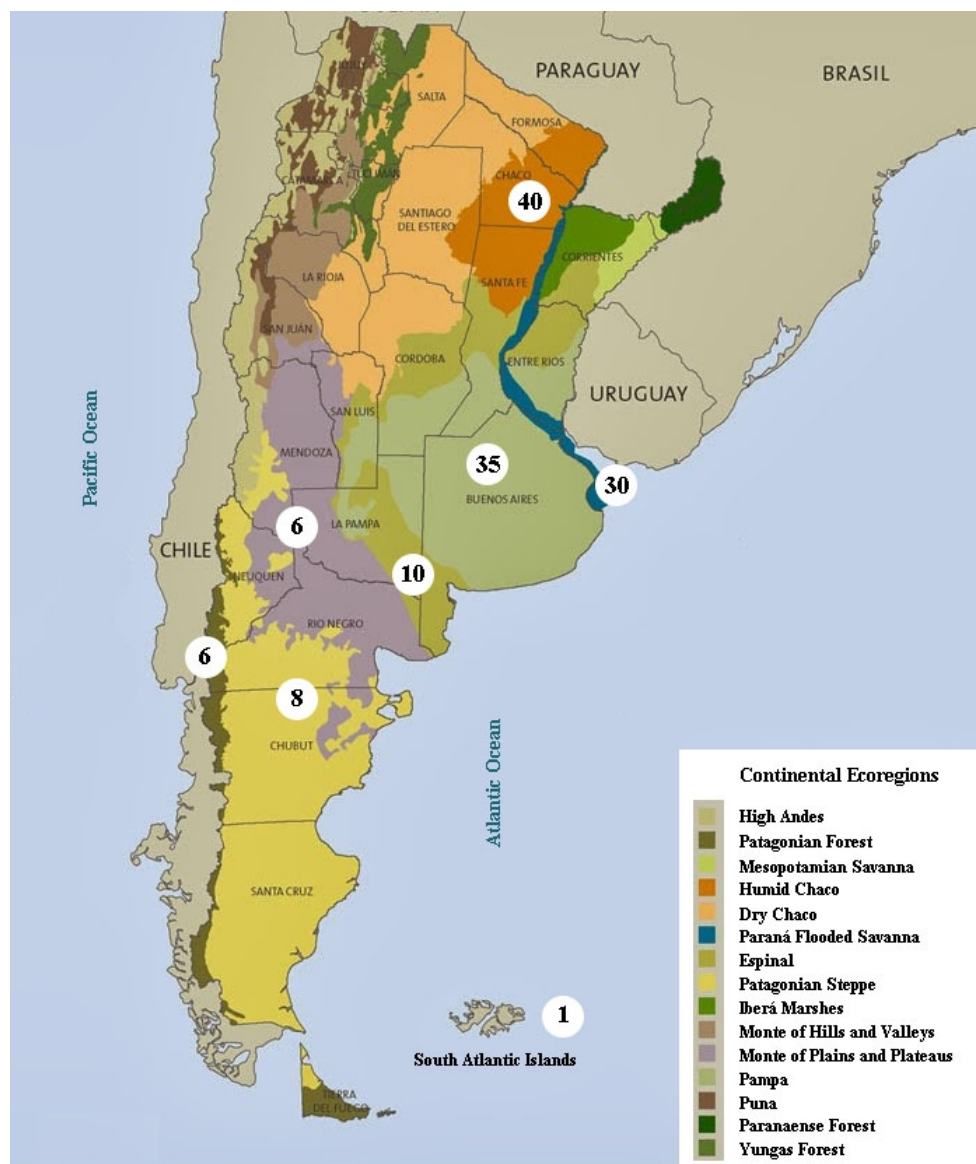 PARAGUAY
BRASIL
JUJUY
SALTA
FORMOSA
CATAMARCA
TUCUMÁN
CHACO
40
SANTIAGO
DEL ESTERO
CORRIENTES
LA RIOJA
SANTA FE
SAN JUÁN
CORDOBA
ENTRE RIOS
URUGUAY
SAN LUIS
Pacific Ocean
MENDOZA
35
30
BUENOS AIRES
6
LA PAMPA
CHILE
10
NEUQUEN
RIO NEGRO
6
8
CHUBUT
Atlantic Ocean
SANTA CRUZ
1
South Atlantic Islands
TIERRA
DEL FUEGO
Continental Ecoregions
High Andes
Patagonian Forest
Mesopotamian Savanna
Humid Chaco
Dry Chaco
Paraná Flooded Savanna
Espinal
Patagonian Steppe
Iberá Marshes
Monte of Hills and Valleys
Monte of Plains and Plateaus
Pampa
Puna
Paranaense Forest
Yungas Forest